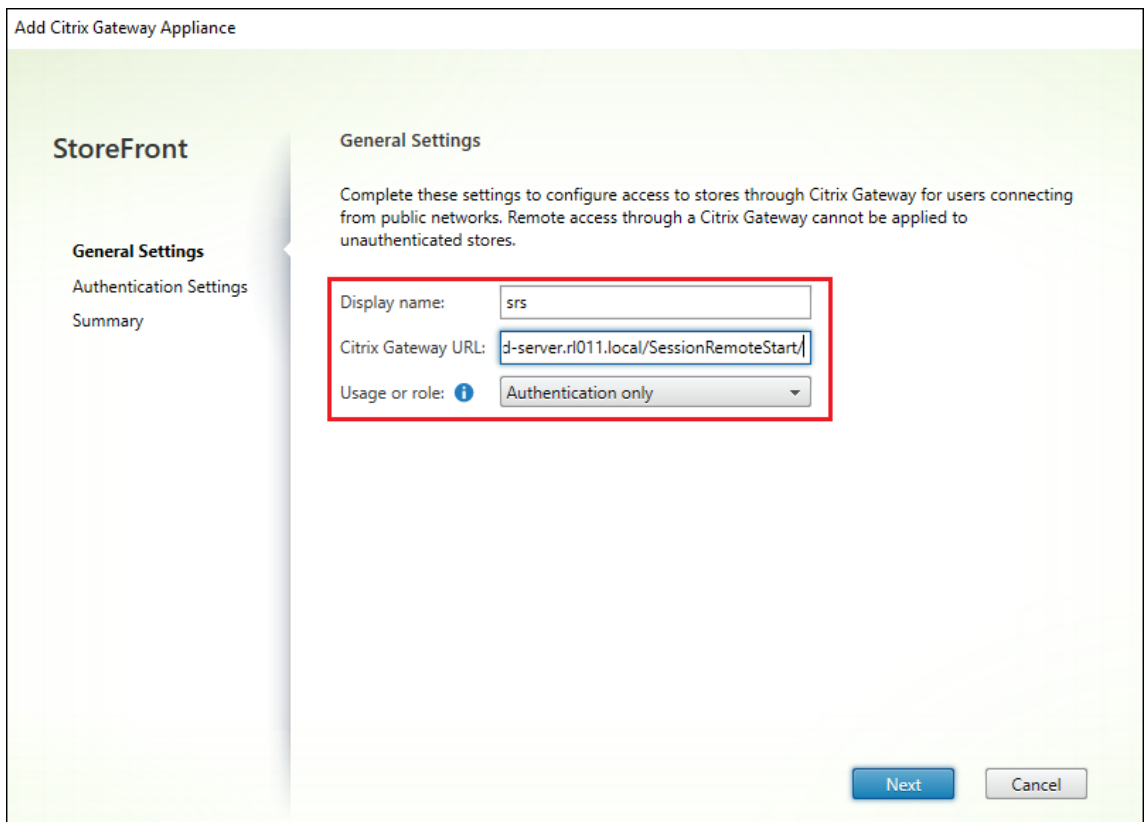 Add Citrix Gateway Appliance
StoreFront
General Settings
Authentication Settings
Summary
General Settings
Complete these settings to configure access to stores through Citrix Gateway for users connecting
from public networks. Remote access through a Citrix Gateway cannot be applied to
unauthenticated stores.
Display name: srs
Citrix Gateway URL: d-server.rl011.local/SessionRemoteStart/
Usage or role: i Authentication only
Next Cancel